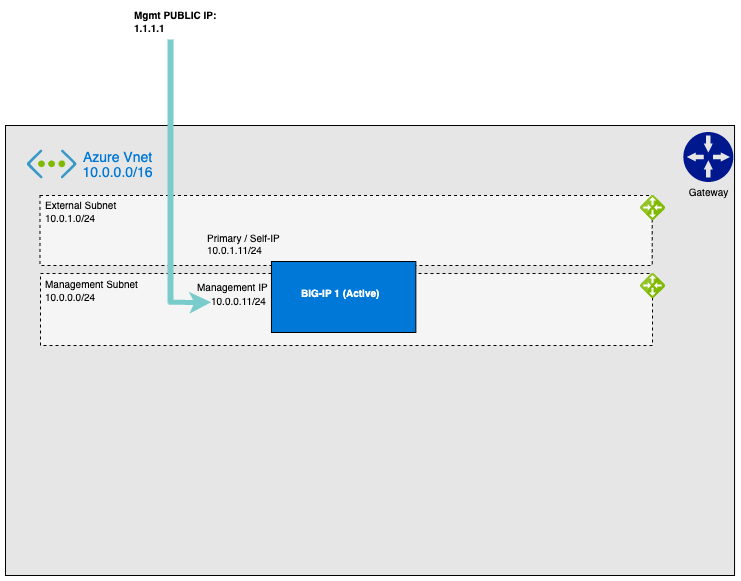 Mgmt PUBLIC IP:
1.1.1.1
Azure Vnet
10.0.0.0/16
Gateway
External Subnet
10.0.1.0/24
Primary / Self-IP
10.0.1.11/24
Management Subnet
10.0.0.0/24
Management IP
10.0.0.11/24
BIG-IP 1 (Active)